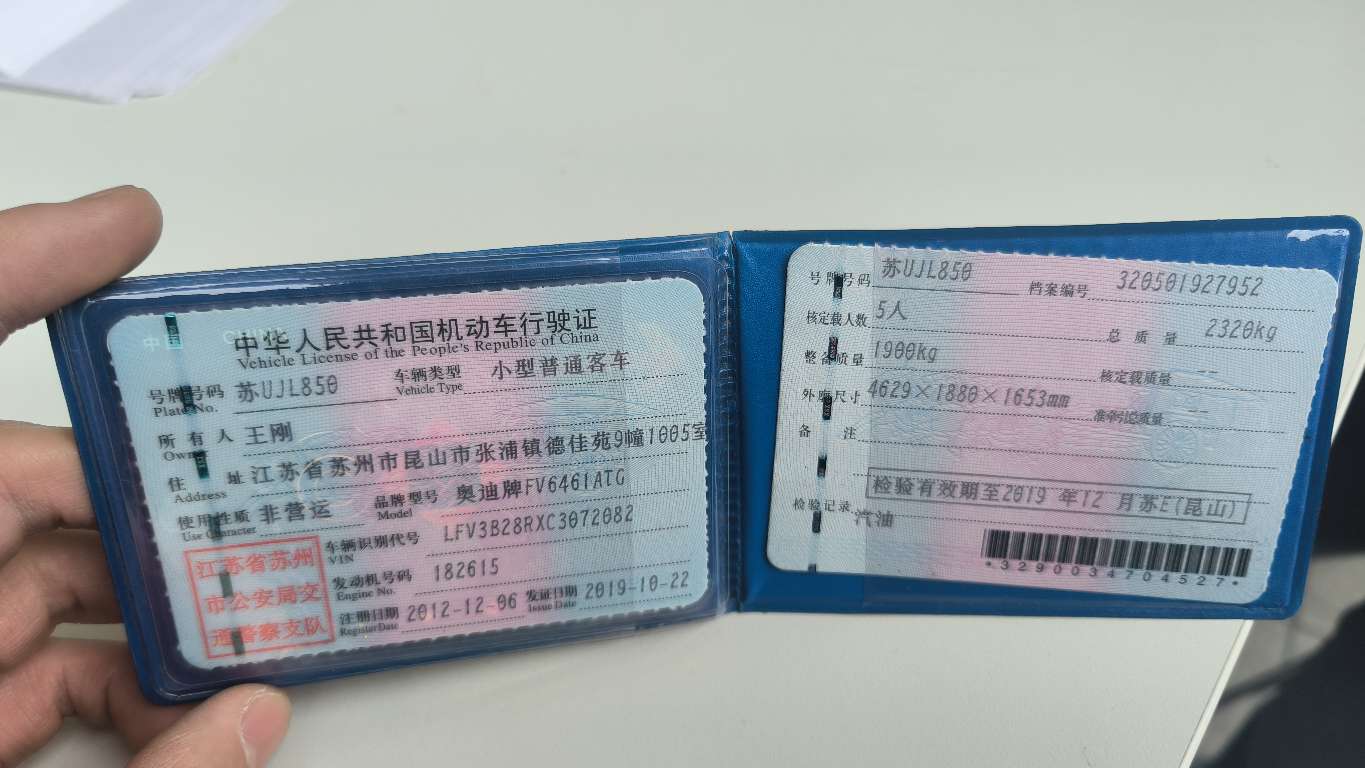 中国 CHINA
中华人民共和国机动车行驶证
Vehicle License of the People's Republic of China
号牌号码 苏UJL850 车辆类型 小型普通客车
Plate No. Vehicle Type
所有人 王刚
Owner
住址 江苏省苏州市昆山市张浦镇德佳苑9幢1005室
Address
使用性质 非营运 品牌型号 奥迪牌FV6461ATG
Use Character Model
江苏省苏州
市公安局交
通警察支队
车辆识别代号 LFV3B28RXC3072082
VIN
发动机号码 182615
Engine No.
注册日期 2012-12-06 发证日期 2019-10-22
Register Date Issue Date
号牌号码 苏UJL850 档案编号 320501927952
核定载人数 5人 总质量 2320kg
整备质量 1900kg 核定载质量 --
外廓尺寸 4629×1880×1653mm 准牵引总质量 --
备注
检验有效期至2019年12月苏E(昆山)
检验记录 汽油
*3290034704527*